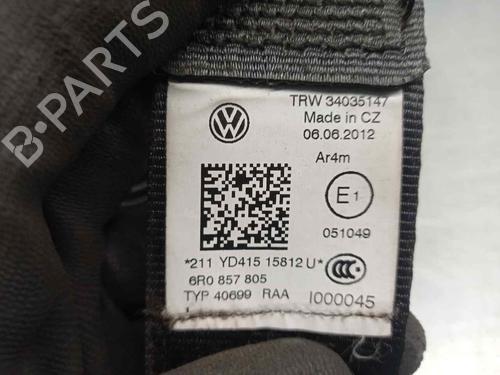 TRW 34035147
Made in CZ
06.06.2012
Ar4m
E1
051049
*211 YD415 15812 U*
6R0 857 805
TYP 40699 RAA
I000045